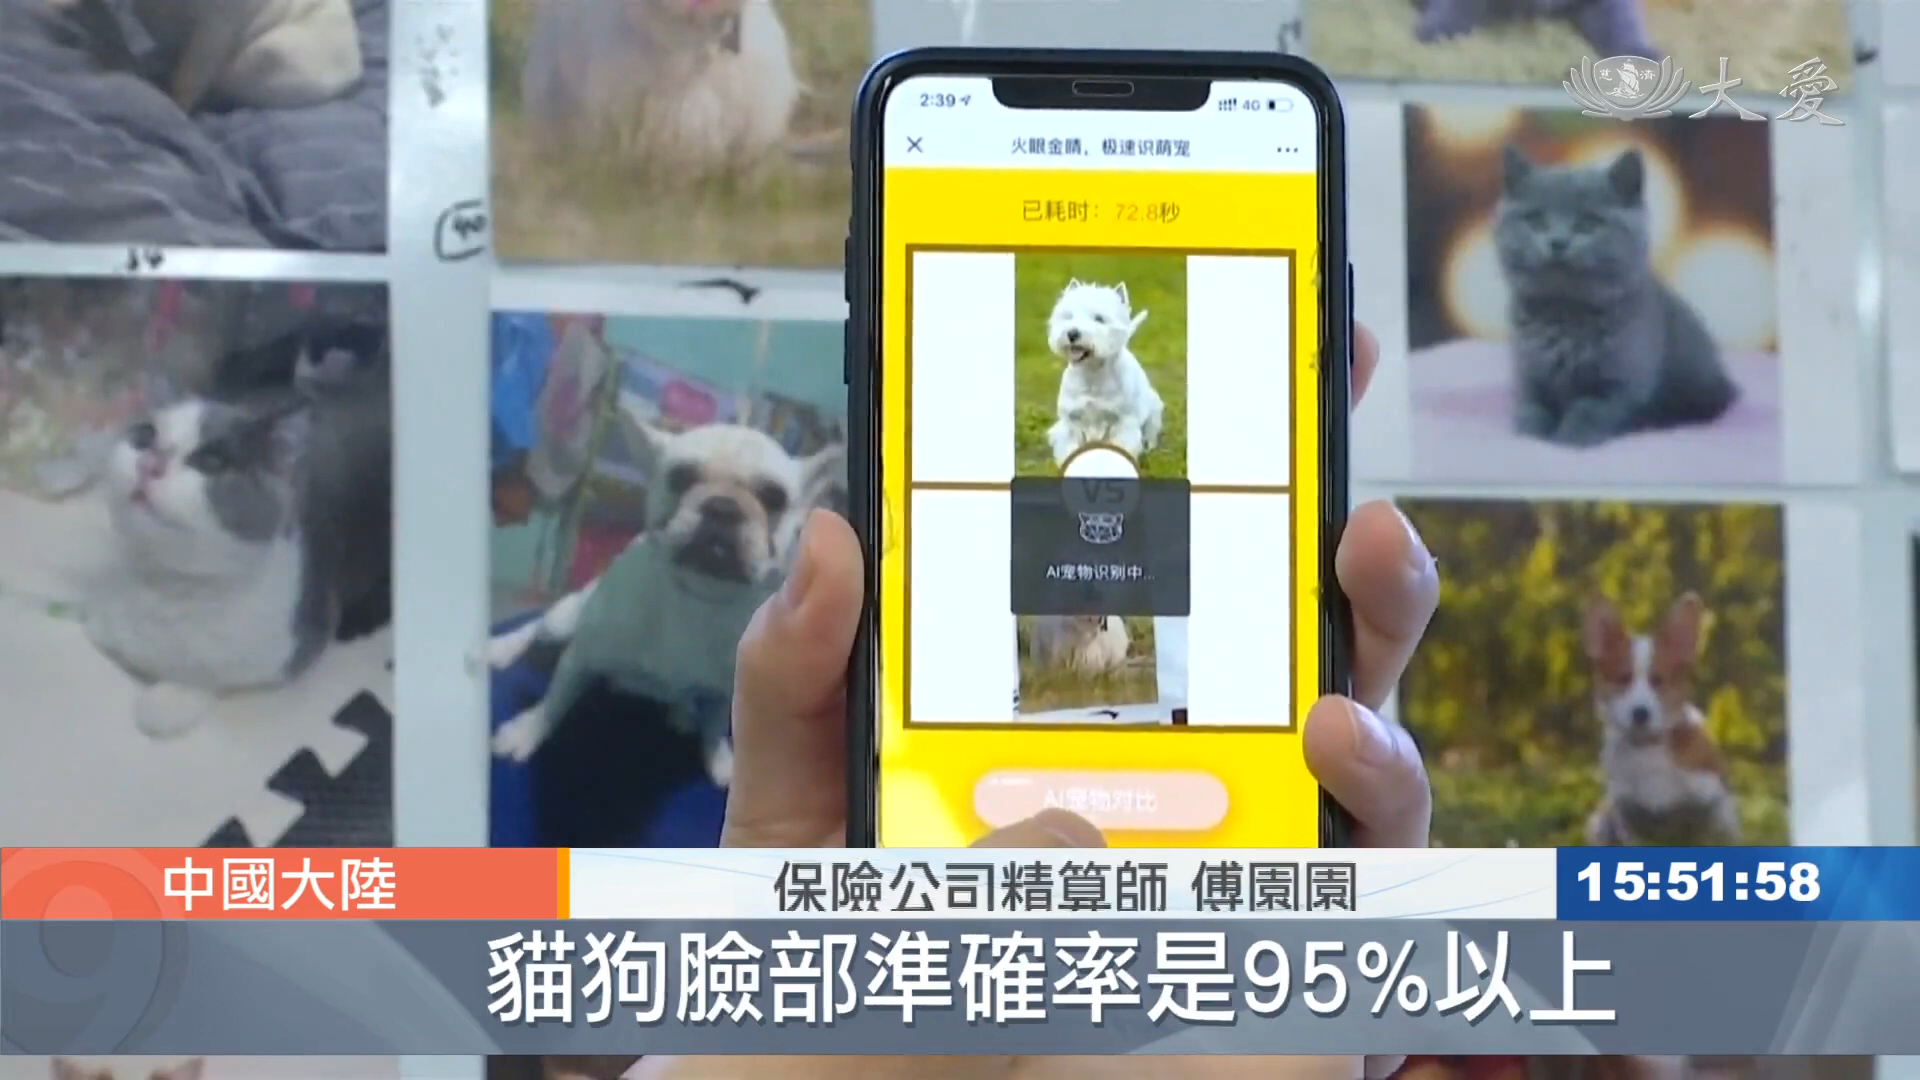 慈濟
大愛
2:39
4G
火眼金睛，极速识萌宠
已耗时：72.8秒
VS
AI宠物识别中...
AI宠物对比
40
中國大陸
保險公司精算師 傅園園
15:51:58
貓狗臉部準確率是95%以上